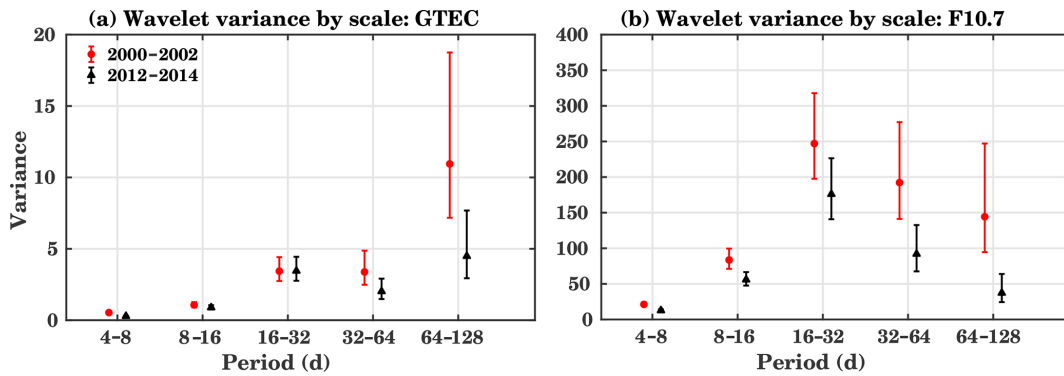 (a) Wavelet variance by scale: GTEC
20
15
10
5
0
Variance
2000-2002
2012-2014
4-8 8-16 16-32 32-64 64-128
Period (d)
(b) Wavelet variance by scale: F10.7
400
350
300
250
200
150
100
50
0
4-8 8-16 16-32 32-64 64-128
Period (d)